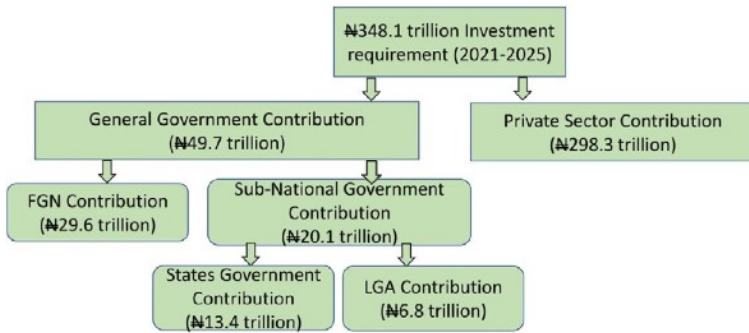 ₦348.1 trillion Investment
requirement (2021-2025)
General Government Contribution
(₦49.7 trillion)
Private Sector Contribution
(₦298.3 trillion)
FGN Contribution
(₦29.6 trillion)
Sub-National Government
Contribution
(₦20.1 trillion)
States Government
Contribution
(₦13.4 trillion)
LGA Contribution
(₦6.8 trillion)